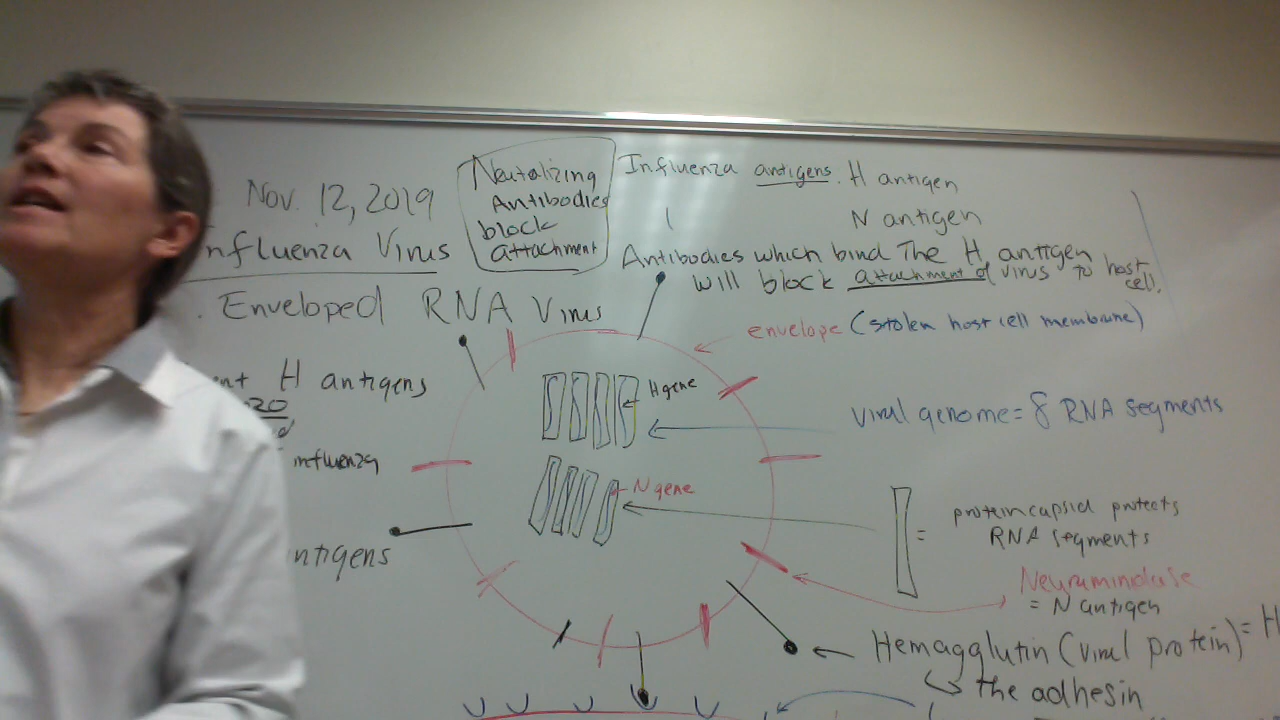 Nov. 12, 2019
Neutralizing
Antibodies
block
attachment
Influenza antigens. H antigen
N antigen
Antibodies which bind The H antigen
will block attachment of virus to host
cell.
nfluenza Virus
. Enveloped RNA Virus
envelope (stolen host cell membrane)
nt H antigens
20
influenza
ntigens
H gene
N gene
viral genome = 8 RNA segments
= protein capsid protects
RNA segments
Neuraminidase
= N antigen
Hemagglutin (viral protein) = H
the adhesin